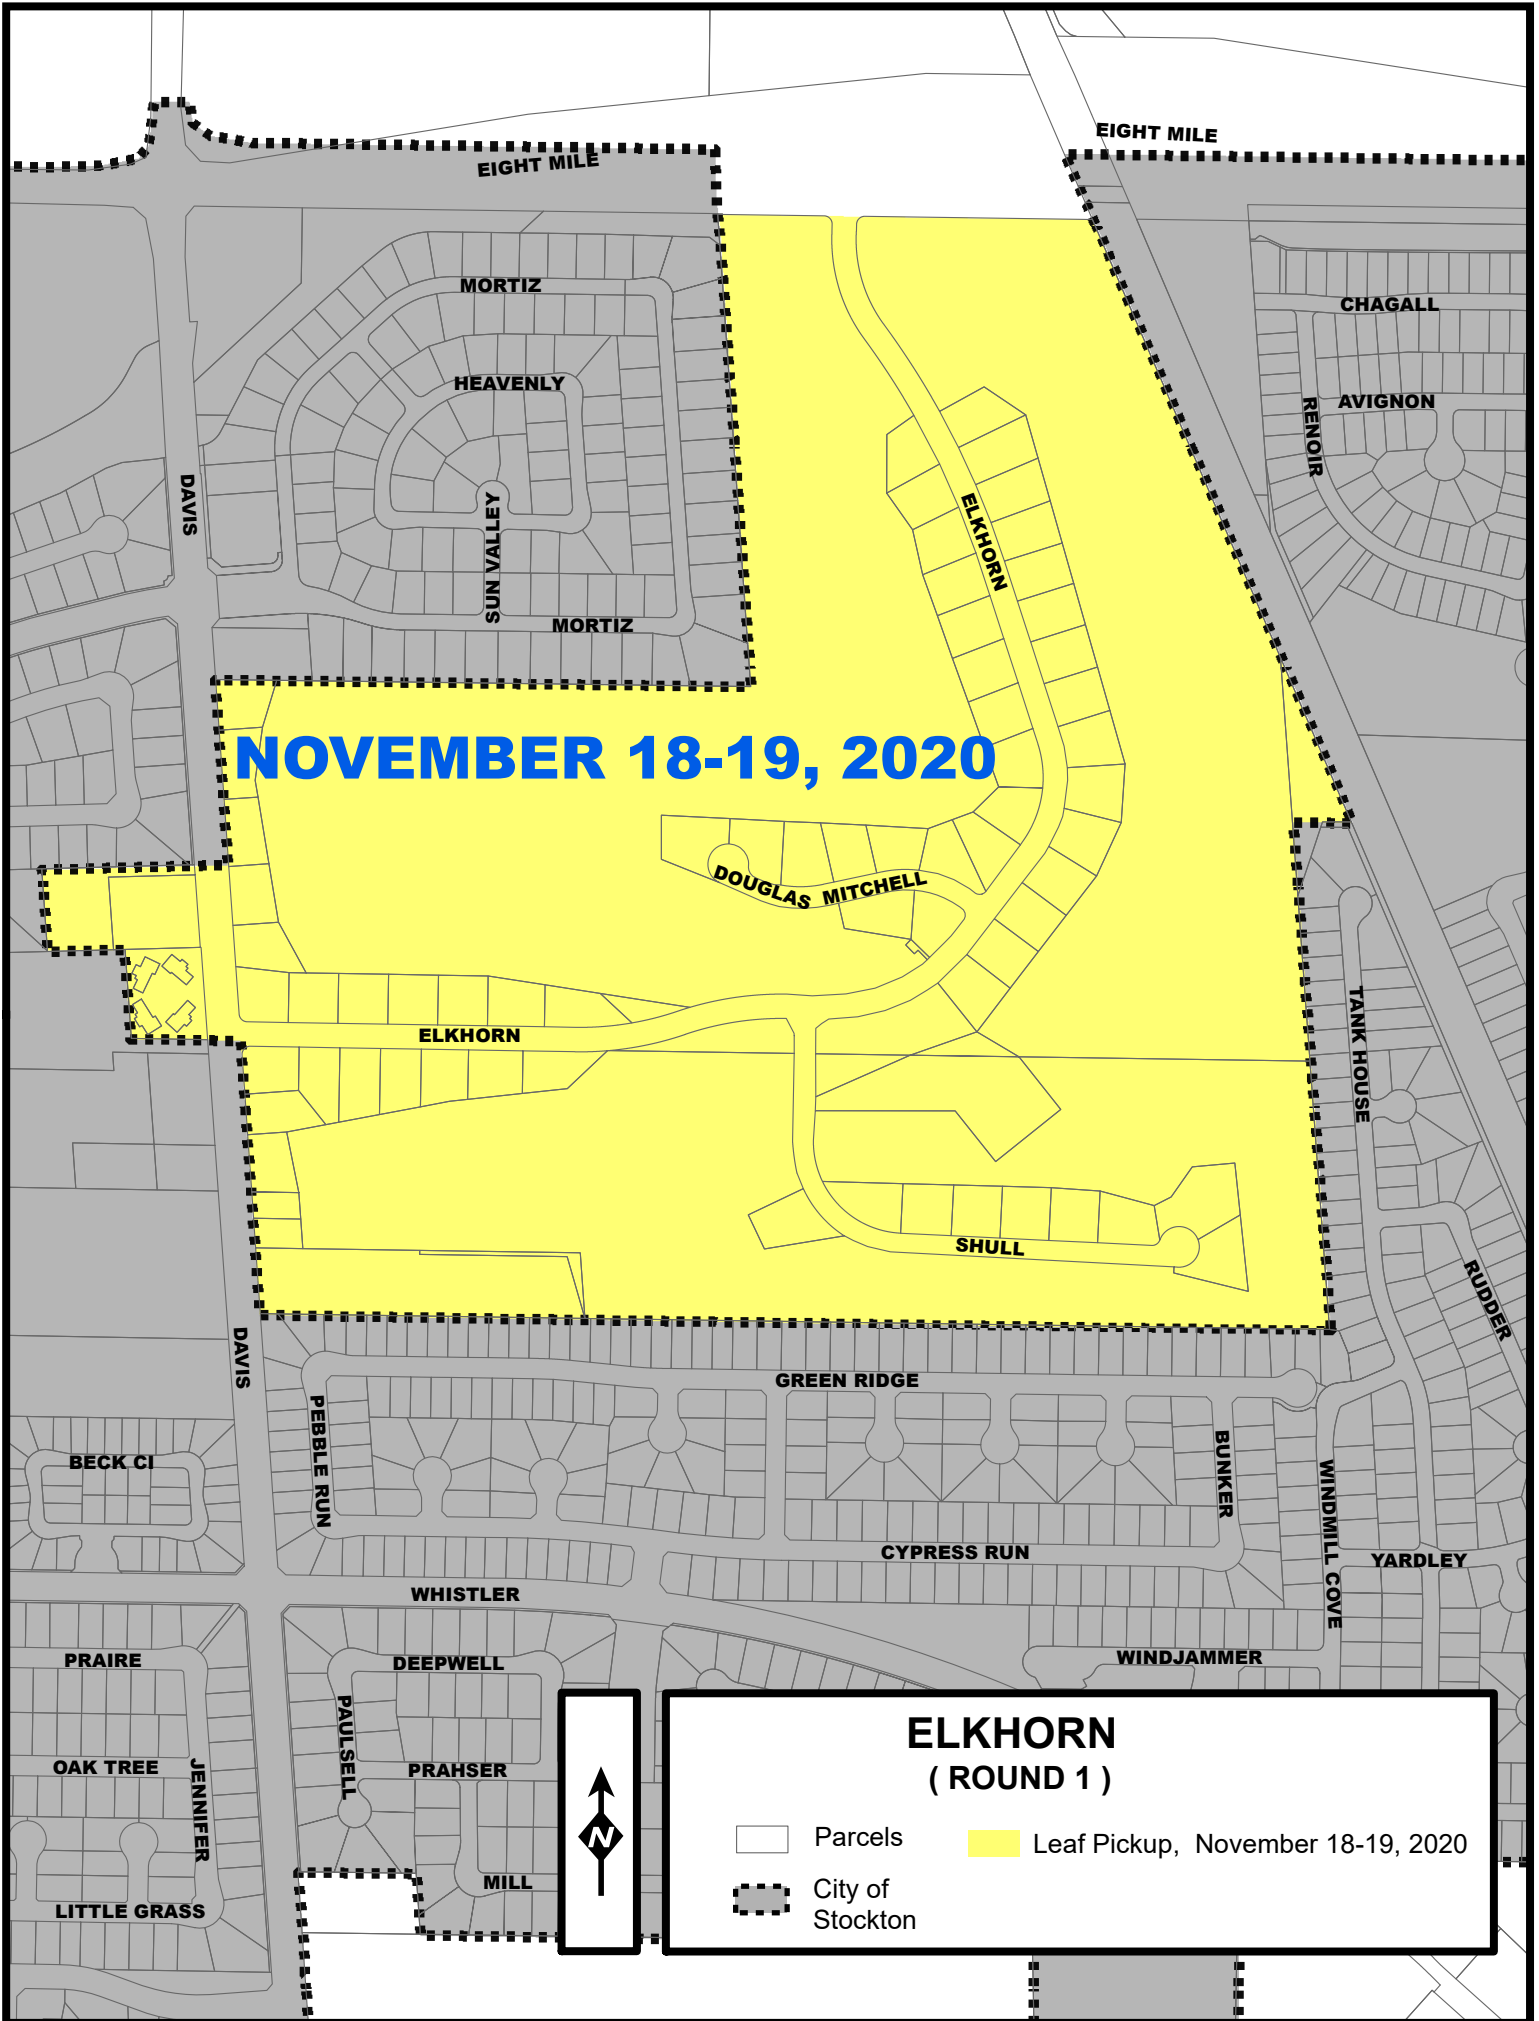 EIGHT MILE
EIGHT MILE
MORTIZ
CHAGALL
HEAVENLY
AVIGNON
RENOIR
DAVIS
SUN VALLEY
ELKHORN
MORTIZ
NOVEMBER 18-19, 2020
DOUGLAS MITCHELL
ELKHORN
TANK HOUSE
SHULL
RUDDER
DAVIS
GREEN RIDGE
PEBBLE RUN
BECK CI
BUNKER
WINDMILL COVE
CYPRESS RUN
YARDLEY
WHISTLER
PRAIRE
DEEPWELL
WINDJAMMER
PAULSELL
OAK TREE
JENNIFER
PRAHSER
MILL
LITTLE GRASS
N
ELKHORN
( ROUND 1 )
Parcels
Leaf Pickup, November 18-19, 2020
City of
Stockton